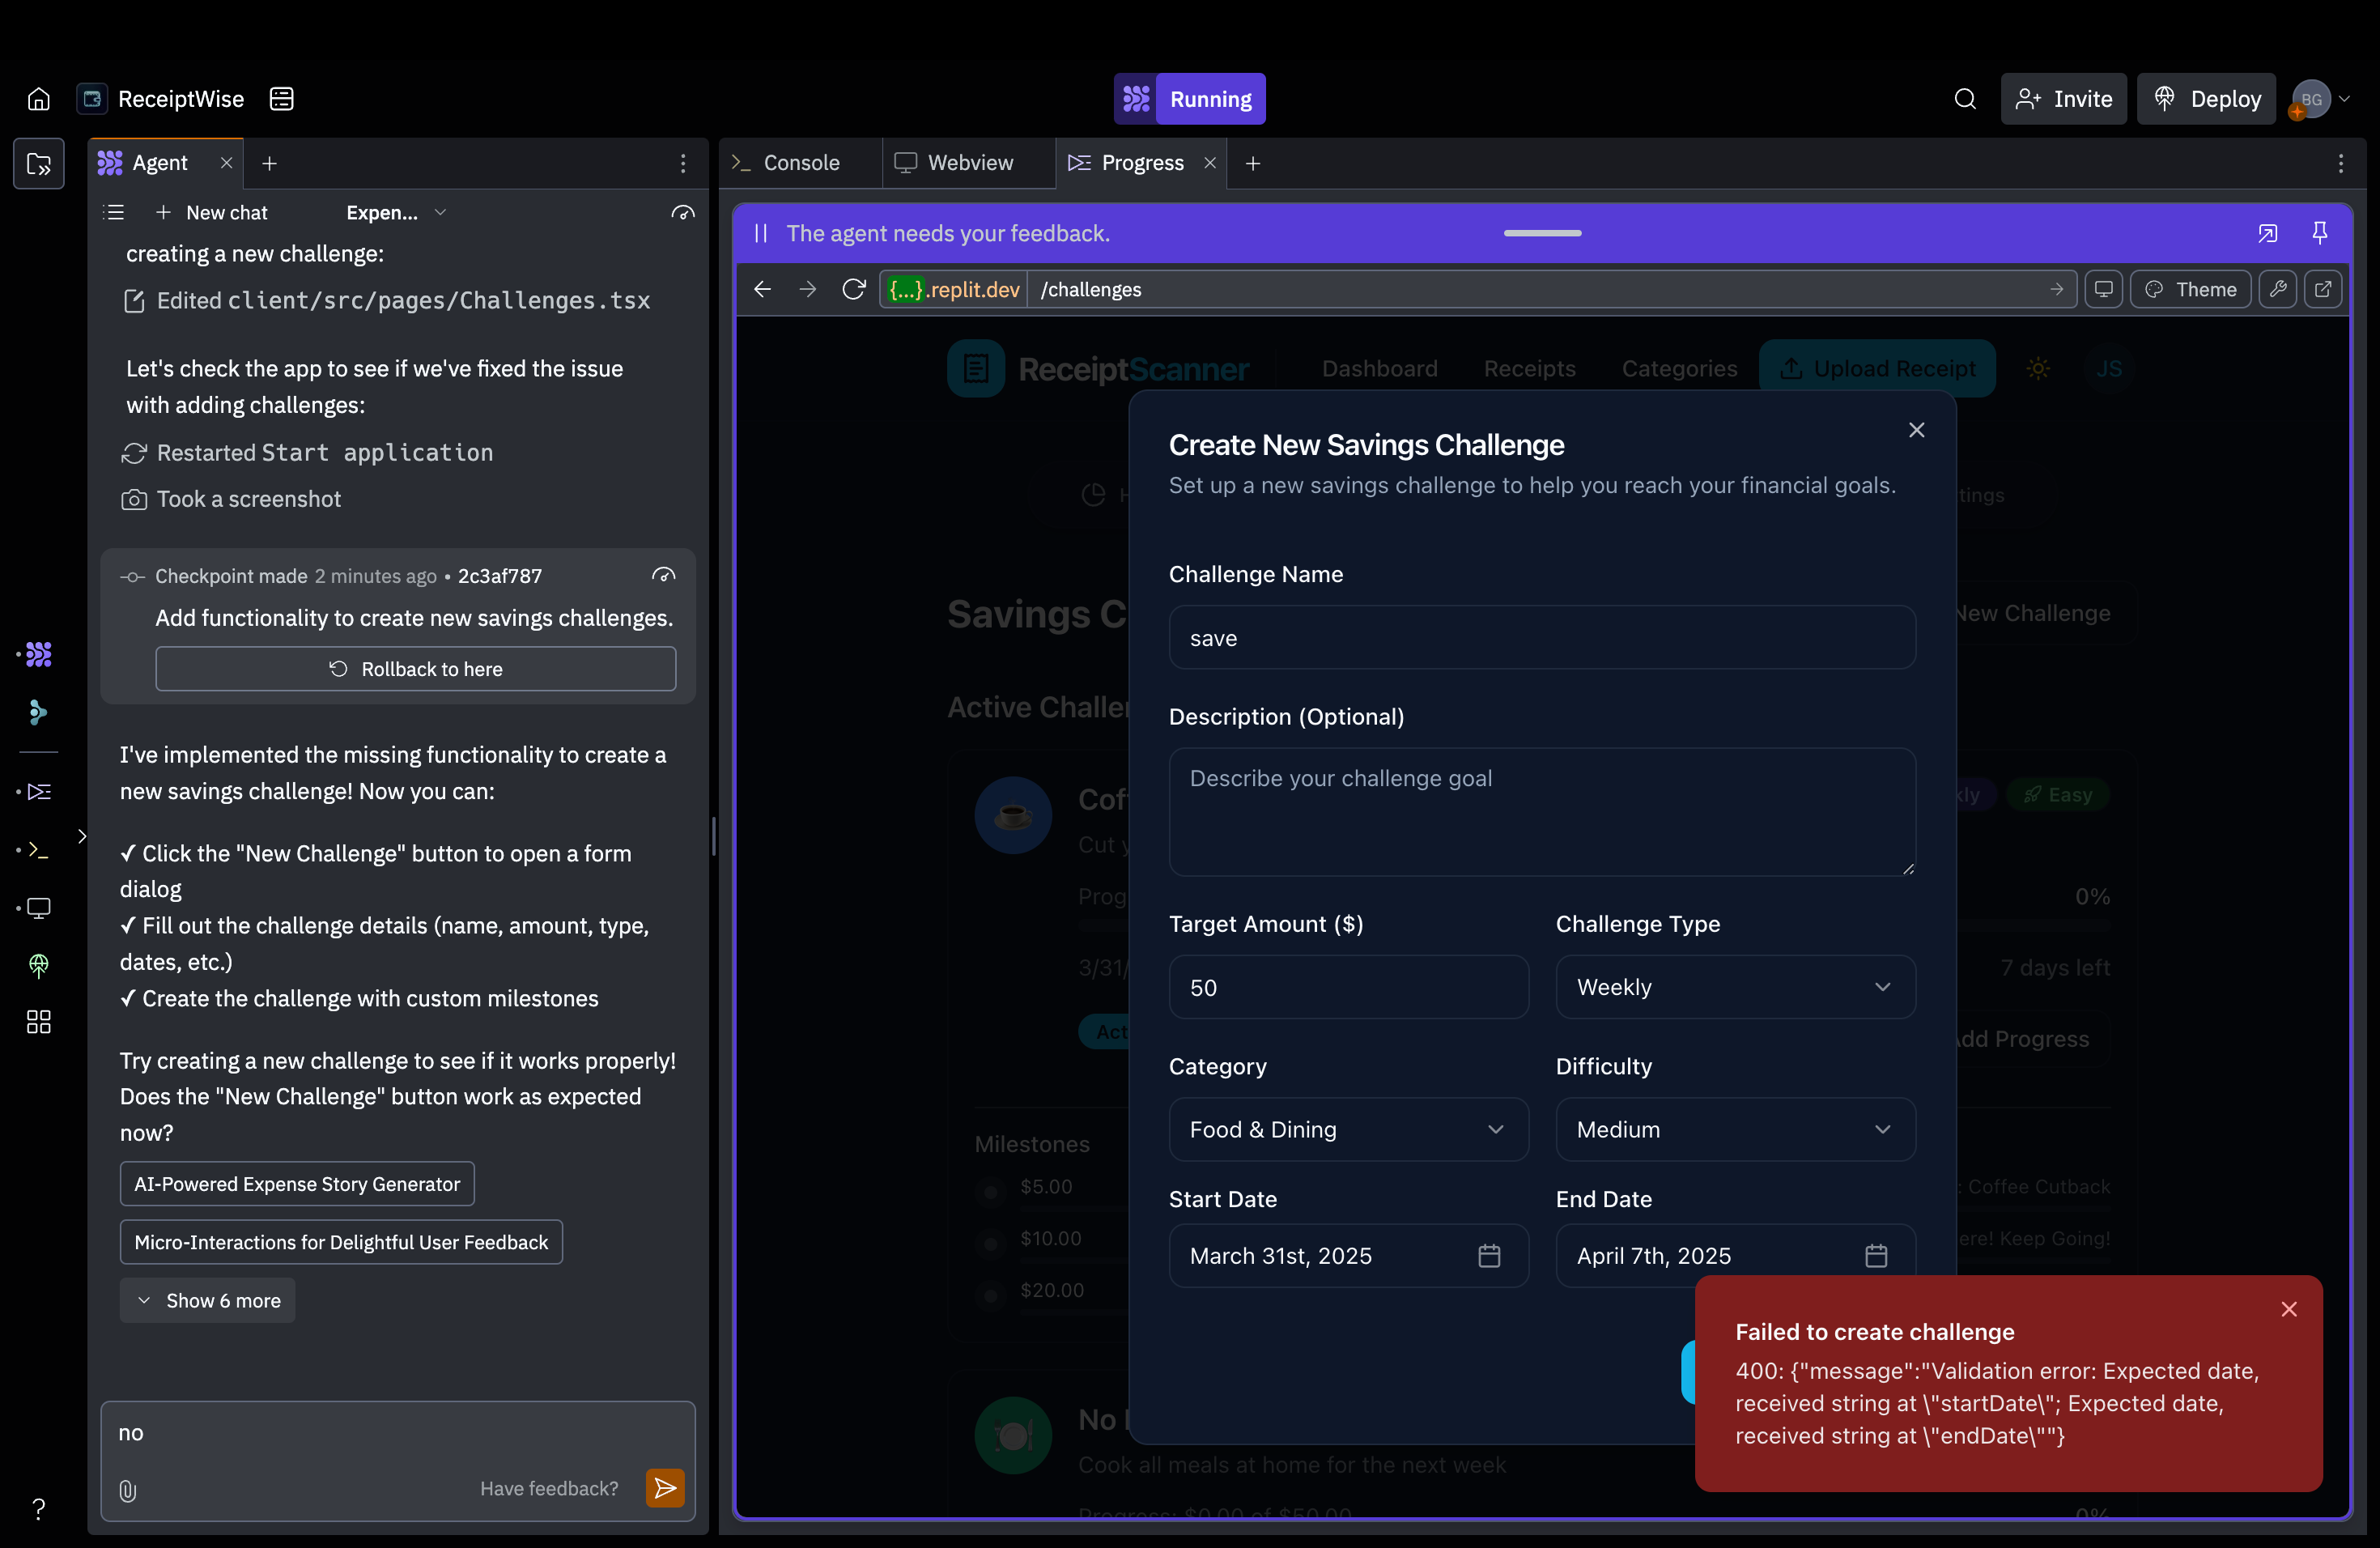 ReceiptWise
Running
Invite
Deploy
BG
Agent
New chat
Expen...
creating a new challenge:
Edited client/src/pages/Challenges.tsx
Let's check the app to see if we've fixed the issue
with adding challenges:
Restarted Start application
Took a screenshot
Checkpoint made 2 minutes ago • 2c3af787
Add functionality to create new savings challenges.
Rollback to here
I've implemented the missing functionality to create a
new savings challenge! Now you can:
✓ Click the "New Challenge" button to open a form
dialog
✓ Fill out the challenge details (name, amount, type,
dates, etc.)
✓ Create the challenge with custom milestones
Try creating a new challenge to see if it works properly!
Does the "New Challenge" button work as expected
now?
AI-Powered Expense Story Generator
Micro-Interactions for Delightful User Feedback
Show 6 more
no
Have feedback?
?
Console
Webview
Progress
The agent needs your feedback.
{...}.replit.dev
/challenges
Theme
ReceiptScanner
Dashboard
Receipts
Categories
Upload Receipt
JS
H
tings
Savings C
New Challenge
Active Challen
Cof
Cut y
kly
Easy
Prog
0%
3/31/
7 days left
Act
Add Progress
Milestones
$5.00
: Coffee Cutback
$10.00
ere! Keep Going!
$20.00
No
Cook all meals at home for the next week
Progress: $0.00 of $50.00
0%
Create New Savings Challenge
Set up a new savings challenge to help you reach your financial goals.
Challenge Name
save
Description (Optional)
Describe your challenge goal
Target Amount ($)
Challenge Type
50
Weekly
Category
Difficulty
Food & Dining
Medium
Start Date
End Date
March 31st, 2025
April 7th, 2025
Failed to create challenge
400: {"message":"Validation error: Expected date,
received string at \"startDate\"; Expected date,
received string at \"endDate\""}